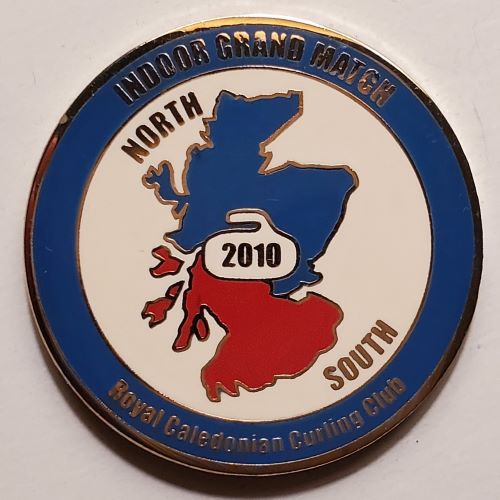 INDOOR GRAND MATCH
NORTH
2010
SOUTH
Royal Caledonian Curling Club